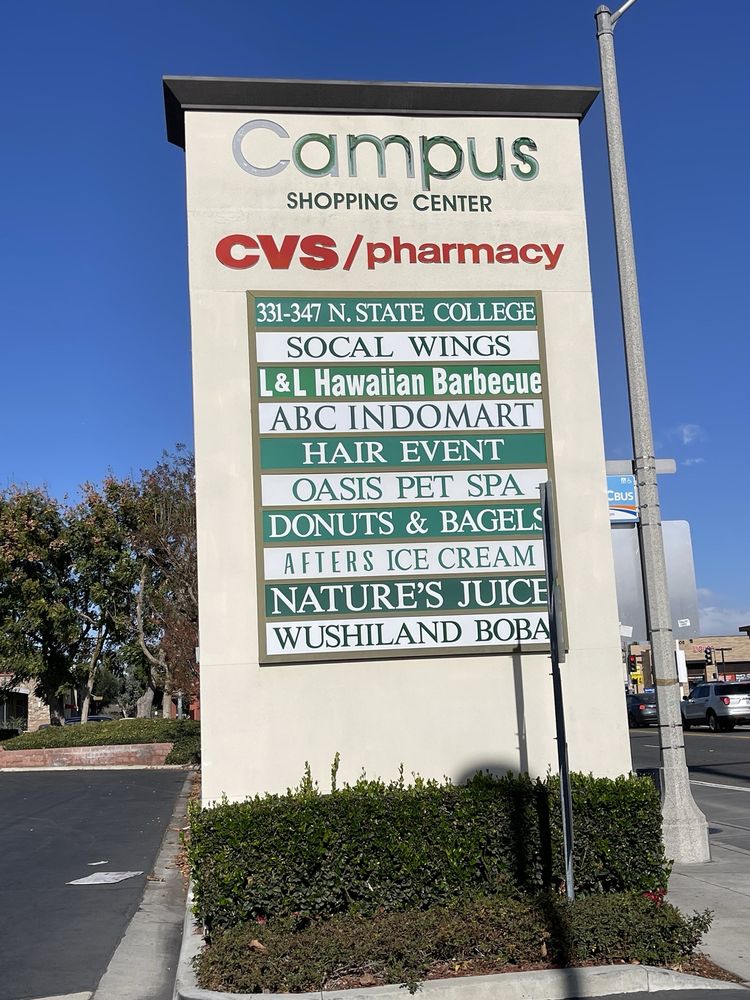 Campus
SHOPPING CENTER
CVS/pharmacy
331-347 N. STATE COLLEGE
SOCAL WINGS
L&L Hawaiian Barbecue
ABC INDOMART
HAIR EVENT
OASIS PET SPA
DONUTS & BAGELS
AFTERS ICE CREAM
NATURE'S JUICE
WUSHILAND BOBA
CBUS